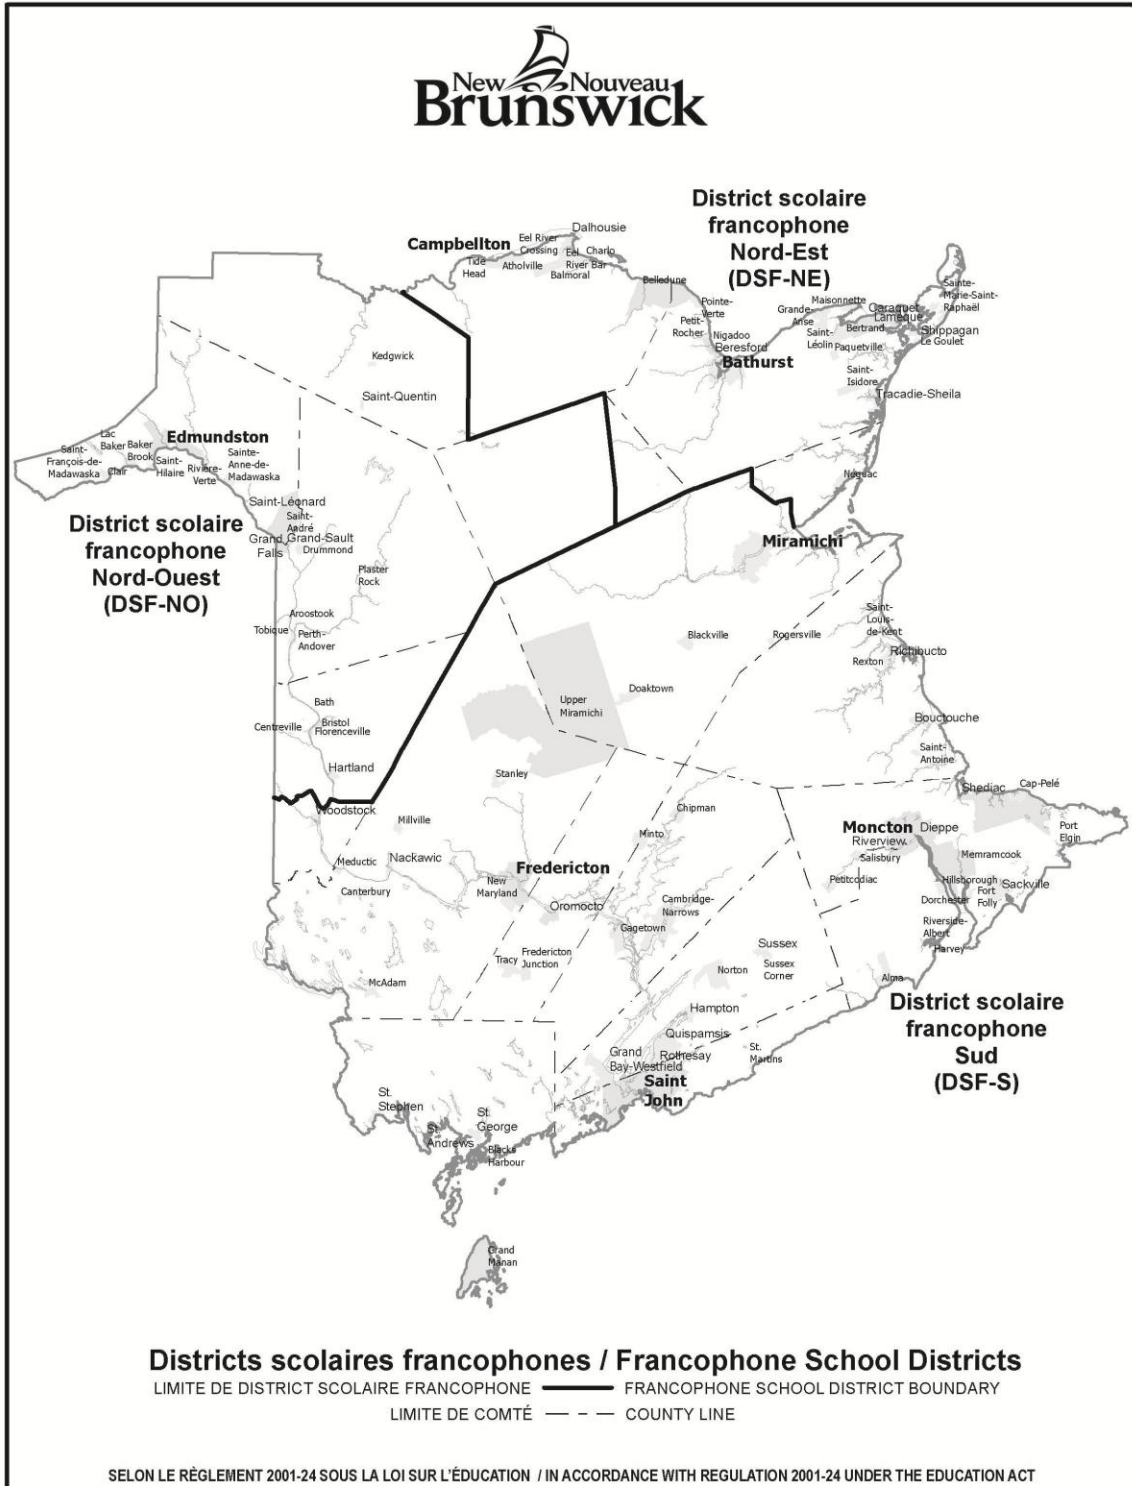 New Nouveau
Brunswick
District scolaire
francophone
Nord-Est
(DSF-NE)
Campbellton
Dalhousie
Eel River
Crossing
Eel
River Bar
Charlo
Tide
Head
Atholville
Balmoral
Belledune
Pointe-
Verte
Petit-
Rocher
Nigadoo
Beresford
Bathurst
Maisonnette
Grande-
Anse
Caraquet
Lamèque
Sainte-
Marie-Saint-
Raphaël
Bertrand
Saint-
Léolin
Paquetville
Shippagan
Le Goulet
Saint-
Isidore
Tracadie-Sheila
Néguac
Kedgwick
Saint-Quentin
Edmundston
Lac
Baker
Baker
Brook
Saint-
François-de-
Madawaska
Clair
Saint-
Hilaire
Rivière-
Verte
Sainte-
Anne-de-
Madawaska
Saint-Léonard
Saint-
André
Grand
Falls
Grand-Sault
Drummond
District scolaire
francophone
Nord-Ouest
(DSF-NO)
Plaster
Rock
Aroostook
Tobique
Perth-
Andover
Bath
Centreville
Bristol
Florenceville
Hartland
Woodstock
Miramichi
Blackville
Rogersville
Saint-
Louis-
de-Kent
Richibucto
Rexton
Upper
Miramichi
Doaktown
Bouctouche
Saint-
Antoine
Stanley
Shediac
Cap-Pelé
Chipman
Millville
Minto
Moncton
Dieppe
Riverview
Port
Elgin
Salisbury
Memramcook
Meductic
Nackawic
Fredericton
Petitcodiac
Hillsborough
Fort
Folly
Sackville
Canterbury
New
Maryland
Oromocto
Cambridge-
Narrows
Dorchester
Gagetown
Riverside-
Albert
Harvey
Sussex
Sussex
Corner
Tracy
Fredericton
Junction
Norton
Alma
McAdam
Hampton
District scolaire
francophone
Sud
(DSF-S)
Quispamsis
Rothesay
Grand
Bay-Westfield
St.
Martins
Saint
John
St.
Stephen
St.
George
St.
Andrews
Blacks
Harbour
Grand
Manan
Districts scolaires francophones / Francophone School Districts
LIMITE DE DISTRICT SCOLAIRE FRANCOPHONE FRANCOPHONE SCHOOL DISTRICT BOUNDARY
LIMITE DE COMTÉ COUNTY LINE
SELON LE RÈGLEMENT 2001-24 SOUS LA LOI SUR L'ÉDUCATION / IN ACCORDANCE WITH REGULATION 2001-24 UNDER THE EDUCATION ACT